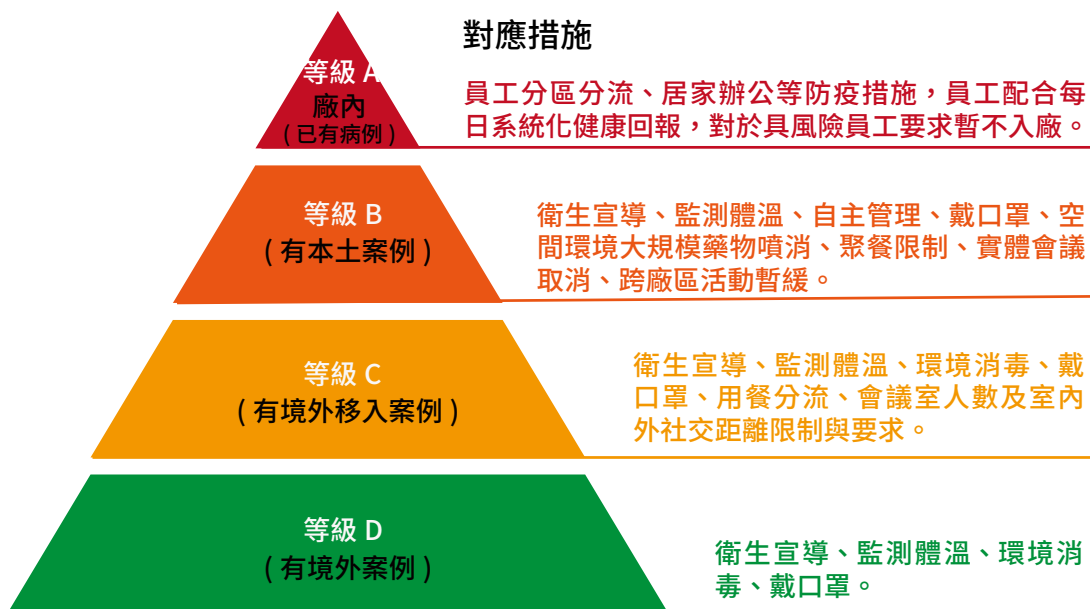 對應措施
等級 A
廠內
( 已有病例 )
員工分區分流、居家辦公等防疫措施，員工配合每
日系統化健康回報，對於具風險員工要求暫不入廠。
等級 B
( 有本土案例 )
衛生宣導、監測體溫、自主管理、戴口罩、空
間環境大規模藥物噴消、聚餐限制、實體會議
取消、跨廠區活動暫緩。
等級 C
( 有境外移入案例 )
衛生宣導、監測體溫、環境消毒、戴
口罩、用餐分流、會議室人數及室內
外社交距離限制與要求。
等級 D
( 有境外案例 )
衛生宣導、監測體溫、環境消
毒、戴口罩。